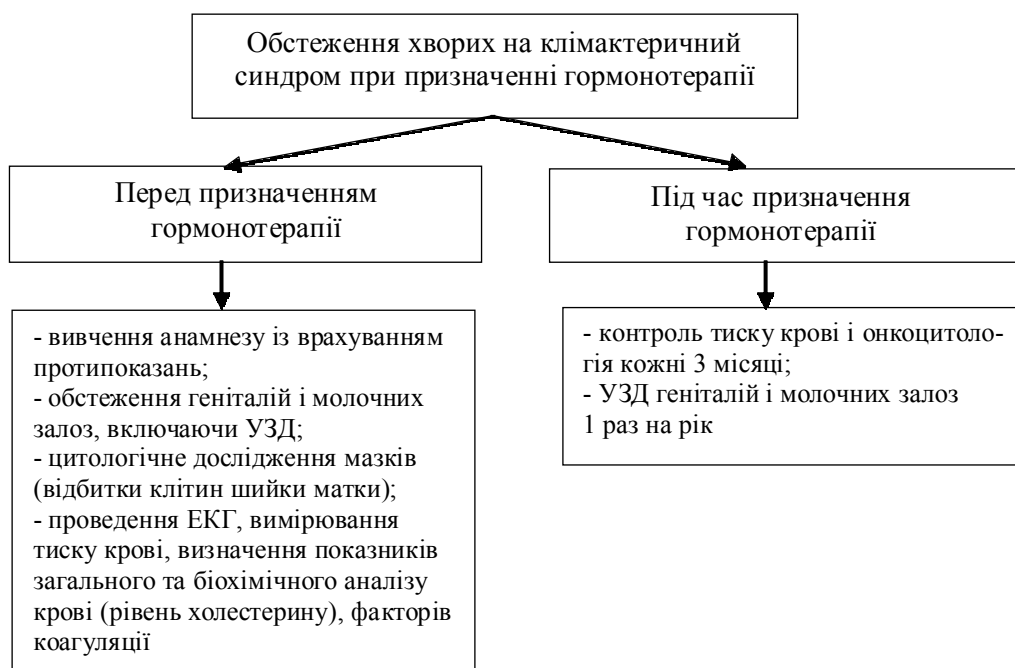 Обстеження хворих на клімактеричний
синдром при призначенні гормонотерапії
Перед призначенням
гормонотерапії
Під час призначення
гормонотерапії
- вивчення анамнезу із врахуванням
протипоказань;
- обстеження геніталій і молочних
залоз, включаючи УЗД;
- цитологічне дослідження мазків
(відбитки клітин шийки матки);
- проведення ЕКГ, вимірювання
тиску крові, визначення показників
загального та біохімічного аналізу
крові (рівень холестерину), факторів
коагуляції
- контроль тиску крові і онкоцитоло-
гія кожні 3 місяці;
- УЗД геніталій і молочних залоз
1 раз на рік